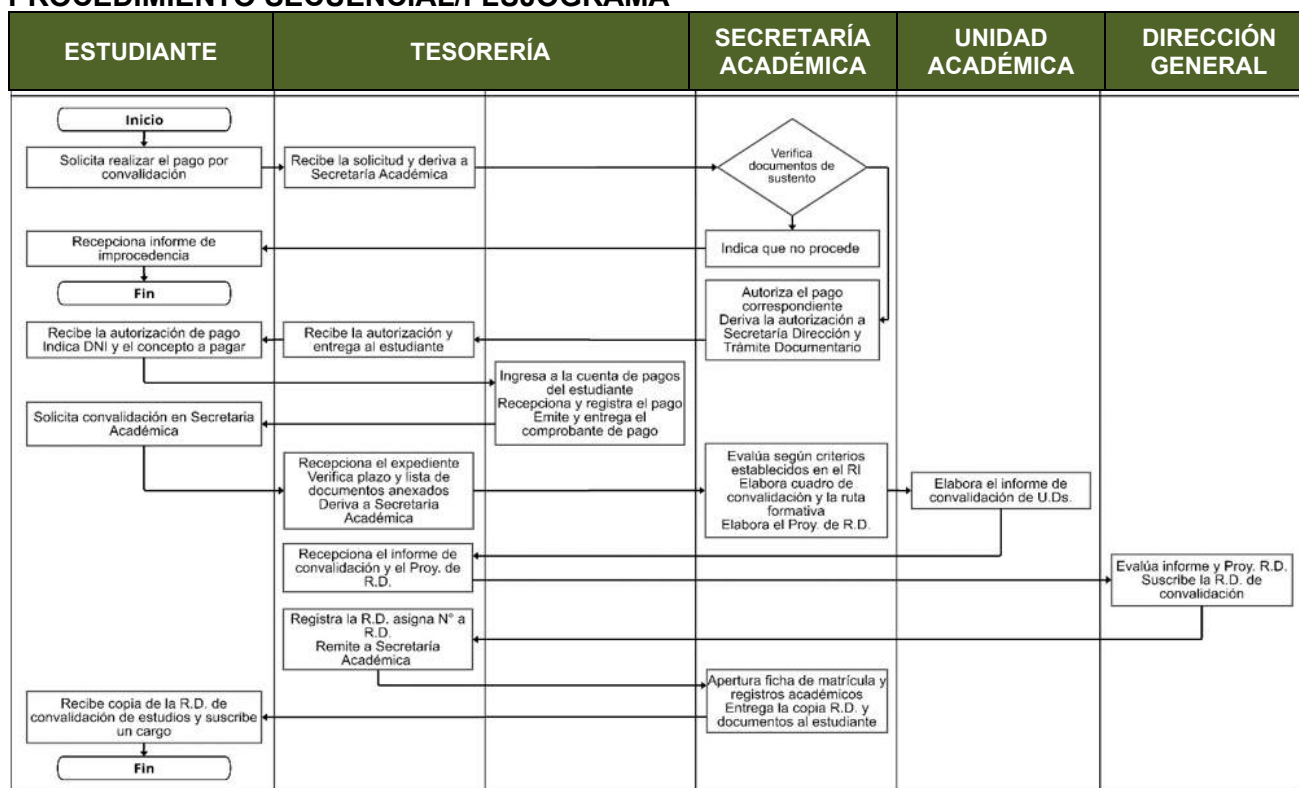 PROCEDIMIENTO SECUENCIAL/FLUJOGRAMA
ESTUDIANTE
TESORERÍA
SECRETARÍA
ACADÉMICA
UNIDAD
ACADÉMICA
DIRECCIÓN
GENERAL
Inicio
Solicita realizar el pago por
convalidación
Recibe la solicitud y deriva a
Secretaría Académica
Verifica
documentos de
sustento
Recepciona informe de
improcedencia
Indica que no procede
Fin
Autoriza el pago
correspondiente
Deriva la autorización a
Secretaría Dirección y
Trámite Documentario
Recibe la autorización de pago
Indica DNI y el concepto a pagar
Recibe la autorización y
entrega al estudiante
Ingresa a la cuenta de pagos
del estudiante
Recepciona y registra el pago
Emite y entrega el
comprobante de pago
Solicita convalidación en Secretaria
Académica
Recepciona el expediente
Verifica plazo y lista de
documentos anexados
Deriva a Secretaría
Académica
Evalúa según criterios
establecidos en el RI
Elabora cuadro de
convalidación y la ruta
formativa
Elabora el Proy. de R.D.
Elabora el informe de
convalidación de U.Ds.
Recepciona el informe de
convalidación y el Proy. de
R.D.
Evalúa informe y Proy. R.D.
Suscribe la R.D. de
convalidación
Registra la R.D. asigna N° a
R.D.
Remite a Secretaría
Académica
Apertura ficha de matrícula y
registros académicos
Entrega la copia R.D. y
documentos al estudiante
Recibe copia de la R.D. de
convalidación de estudios y suscribe
un cargo
Fin